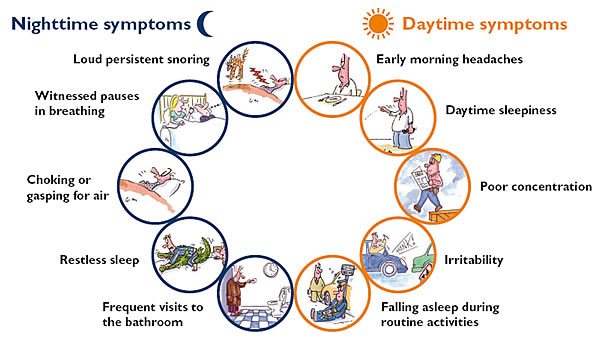 Nighttime symptoms
Loud persistent snoring
Witnessed pauses
in breathing
Choking or
gasping for air
Restless sleep
Frequent visits to
the bathroom
Daytime symptoms
Early morning headaches
Daytime sleepiness
Poor concentration
Irritability
Falling asleep during
routine activities